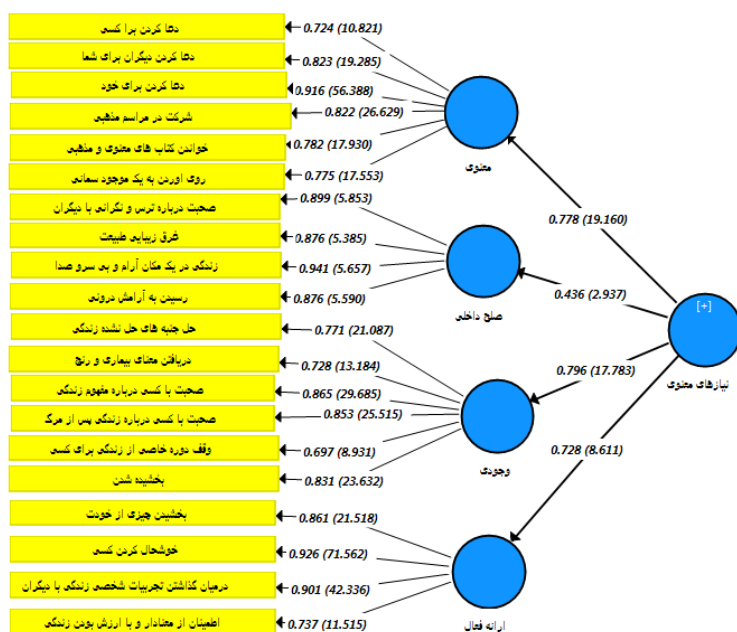 دعا کردن برا کسی
0.724 (10.821)
دعا کردن دیگران برای شما
0.823 (19.285)
دعا کردن برای خود
0.916 (56.388)
شرکت در مراسم مذهبی
0.822 (26.629)
خواندن کتاب های معنوی و مذهبی
0.782 (17.930)
روی اوردن به یک موجود سمانی
0.775 (17.553)
معنوی
صحبت درباره ترس و نگرانی با دیگران
0.899 (5.853)
غرق زیبایی طبیعت
0.876 (5.385)
زندگی در یک مکان آرام و بی سرو صدا
0.941 (5.657)
رسیدن به آرامش درونی
0.876 (5.590)
صلح داخلی
حل جنبه های حل نشده زندگی
0.771 (21.087)
دریافتن معنای بیماری و رنج
0.728 (13.184)
صحبت با کسی درباره مفهوم زندگی
0.865 (29.685)
صحبت با کسی درباره زندگی پس از مرگ
0.853 (25.515)
وقف دوره خاصی از زندگی برای کسی
0.697 (8.931)
بخشیده شدن
0.831 (23.632)
وجودی
بخشیدن چیزی از خودت
0.861 (21.518)
خوشحال کردن کسی
0.926 (71.562)
درمیان گذاشتن تجربیات شخصی زندگی با دیگران
0.901 (42.336)
اطمینان از معنادار و با ارزش بودن زندگی
0.737 (11.515)
ارائه فعال
0.778 (19.160)
0.436 (2.937)
0.796 (17.783)
0.728 (8.611)
[+]
نیازهای معنوی